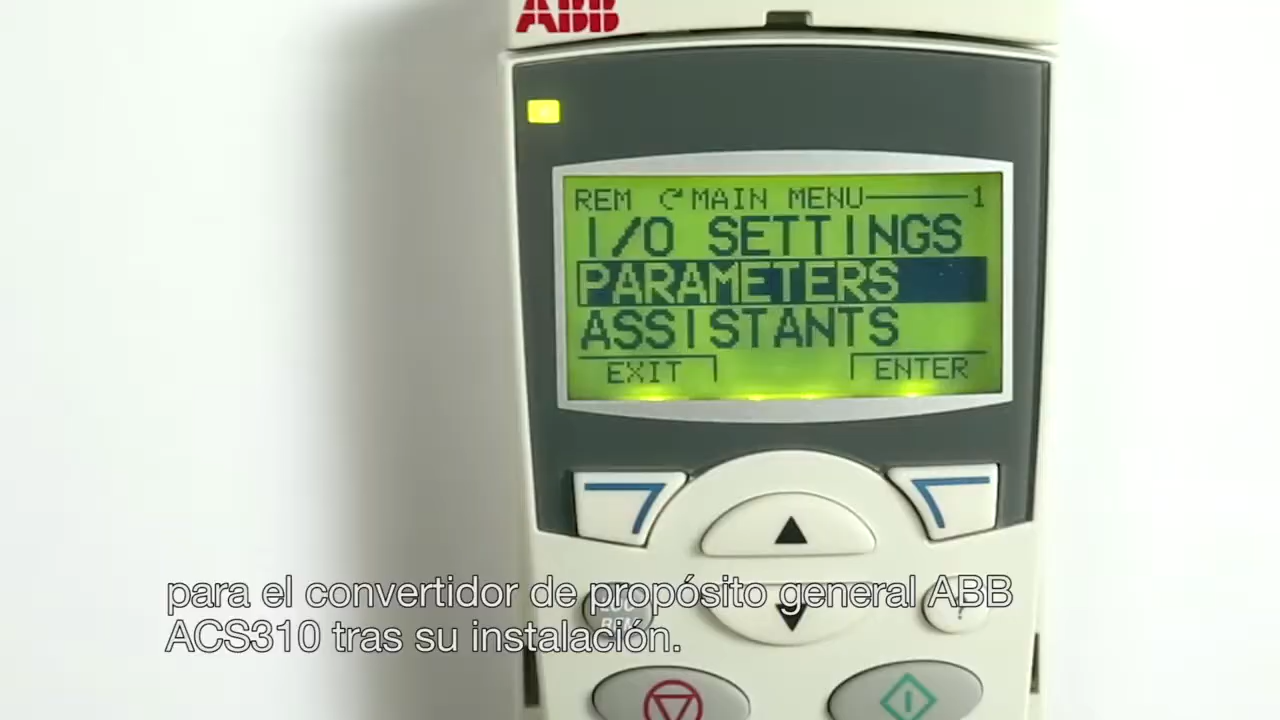 ABB
REM MAIN MENU 1
I/O SETTINGS
PARAMETERS
ASSISTANTS
EXIT ENTER
?
para el convertidor de propósito general ABB
ACS310 tras su instalación.